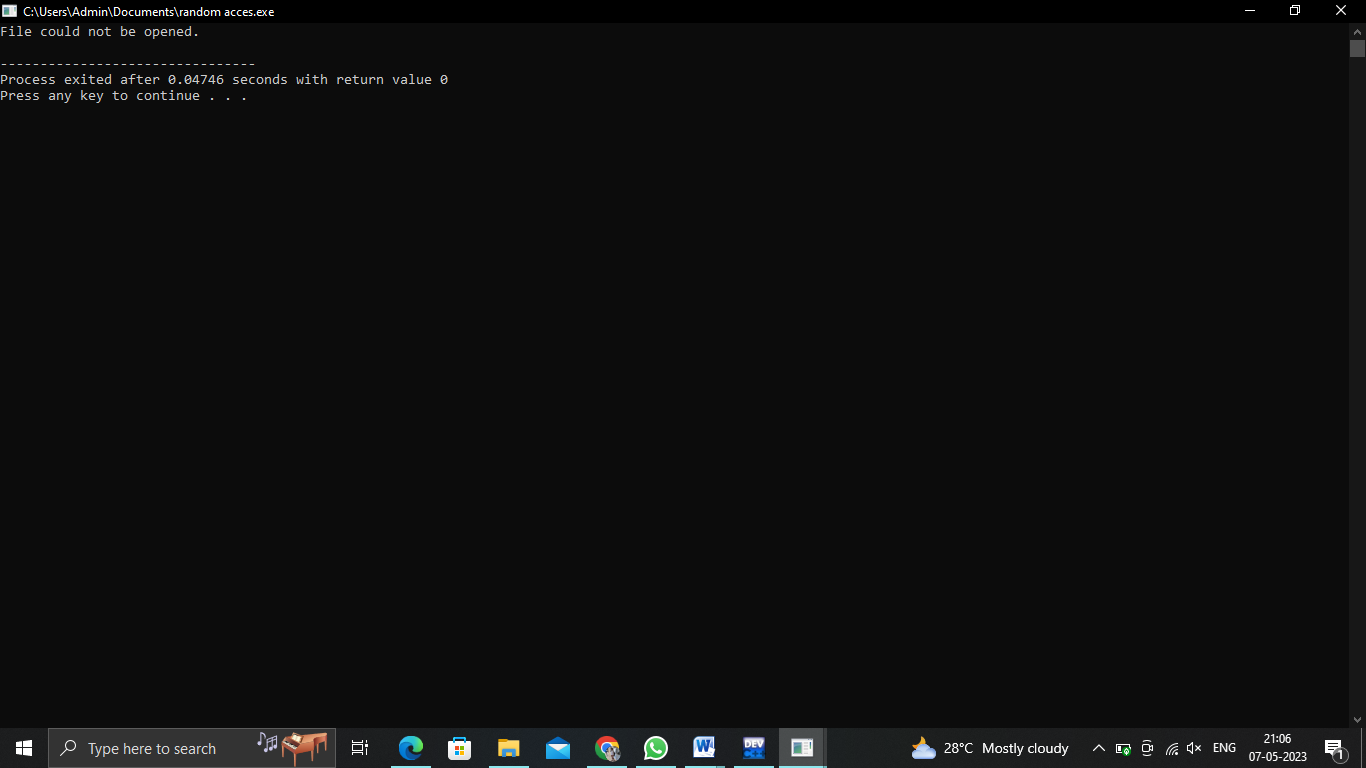 C:\Users\Admin\Documents\random acces.exe
File could not be opened.
--------------------------------
Process exited after 0.04746 seconds with return value 0
Press any key to continue . . .
Type here to search
W
DEV
28°C Mostly cloudy
ENG
21:06
07-05-2023
1